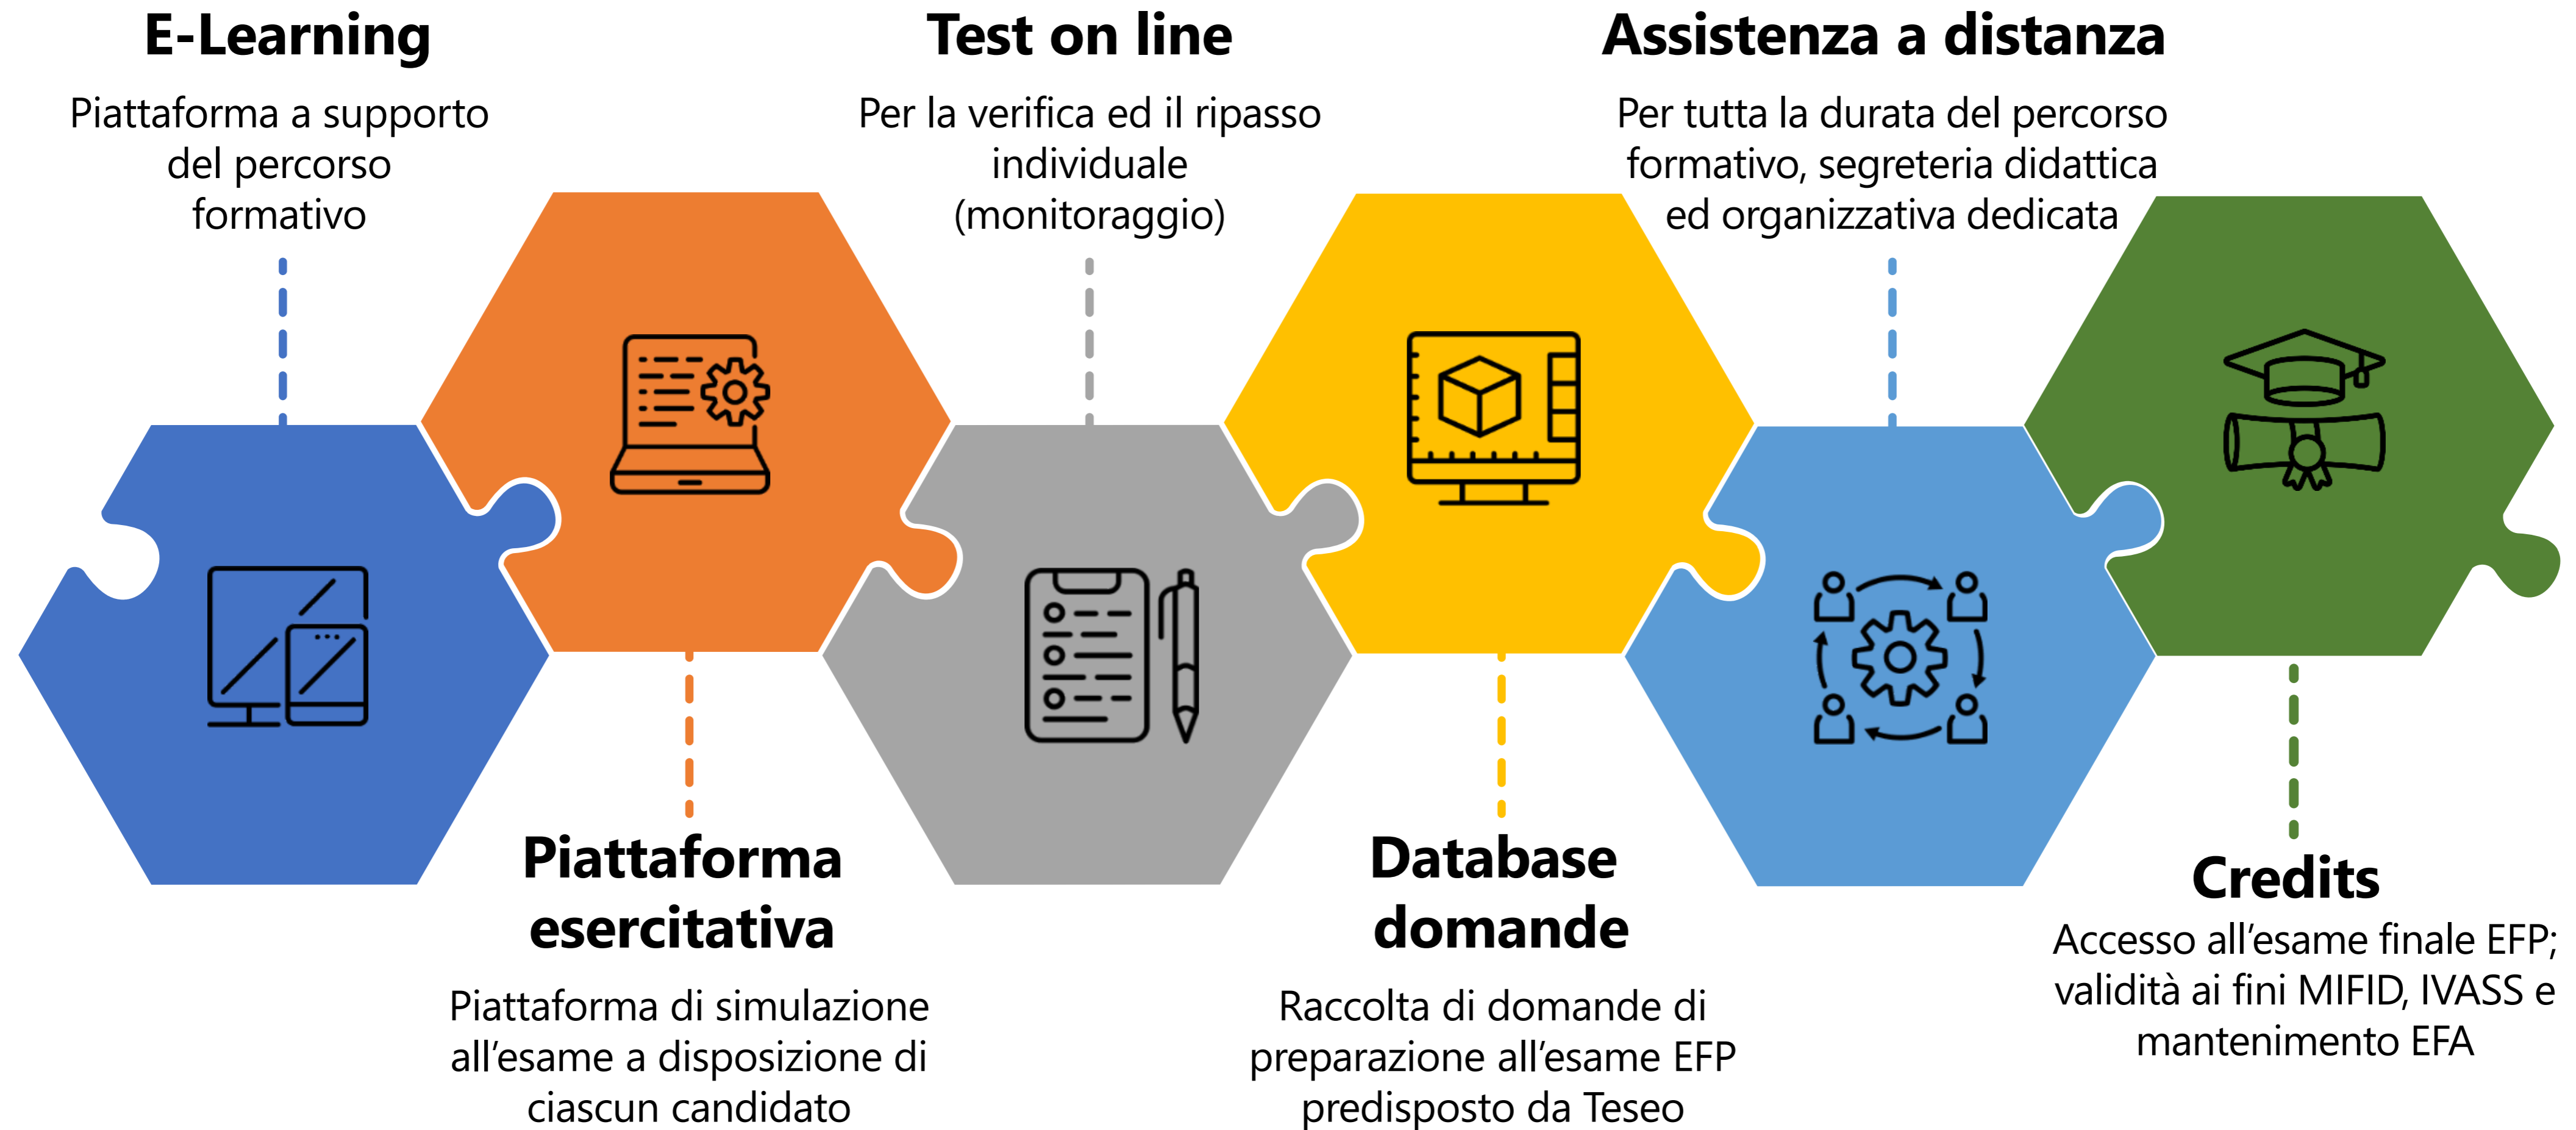 E-Learning
Piattaforma a supporto
del percorso
formativo
Piattaforma
esercitativa
Piattaforma di simulazione
all’esame a disposizione di
ciascun candidato
Test on line
Per la verifica ed il ripasso
individuale
(monitoraggio)
Database
domande
Raccolta di domande di
preparazione all’esame EFP
predisposto da Teseo
Assistenza a distanza
Per tutta la durata del percorso
formativo, segreteria didattica
ed organizzativa dedicata
Credits
Accesso all’esame finale EFP;
validità ai fini MIFID, IVASS e
mantenimento EFA